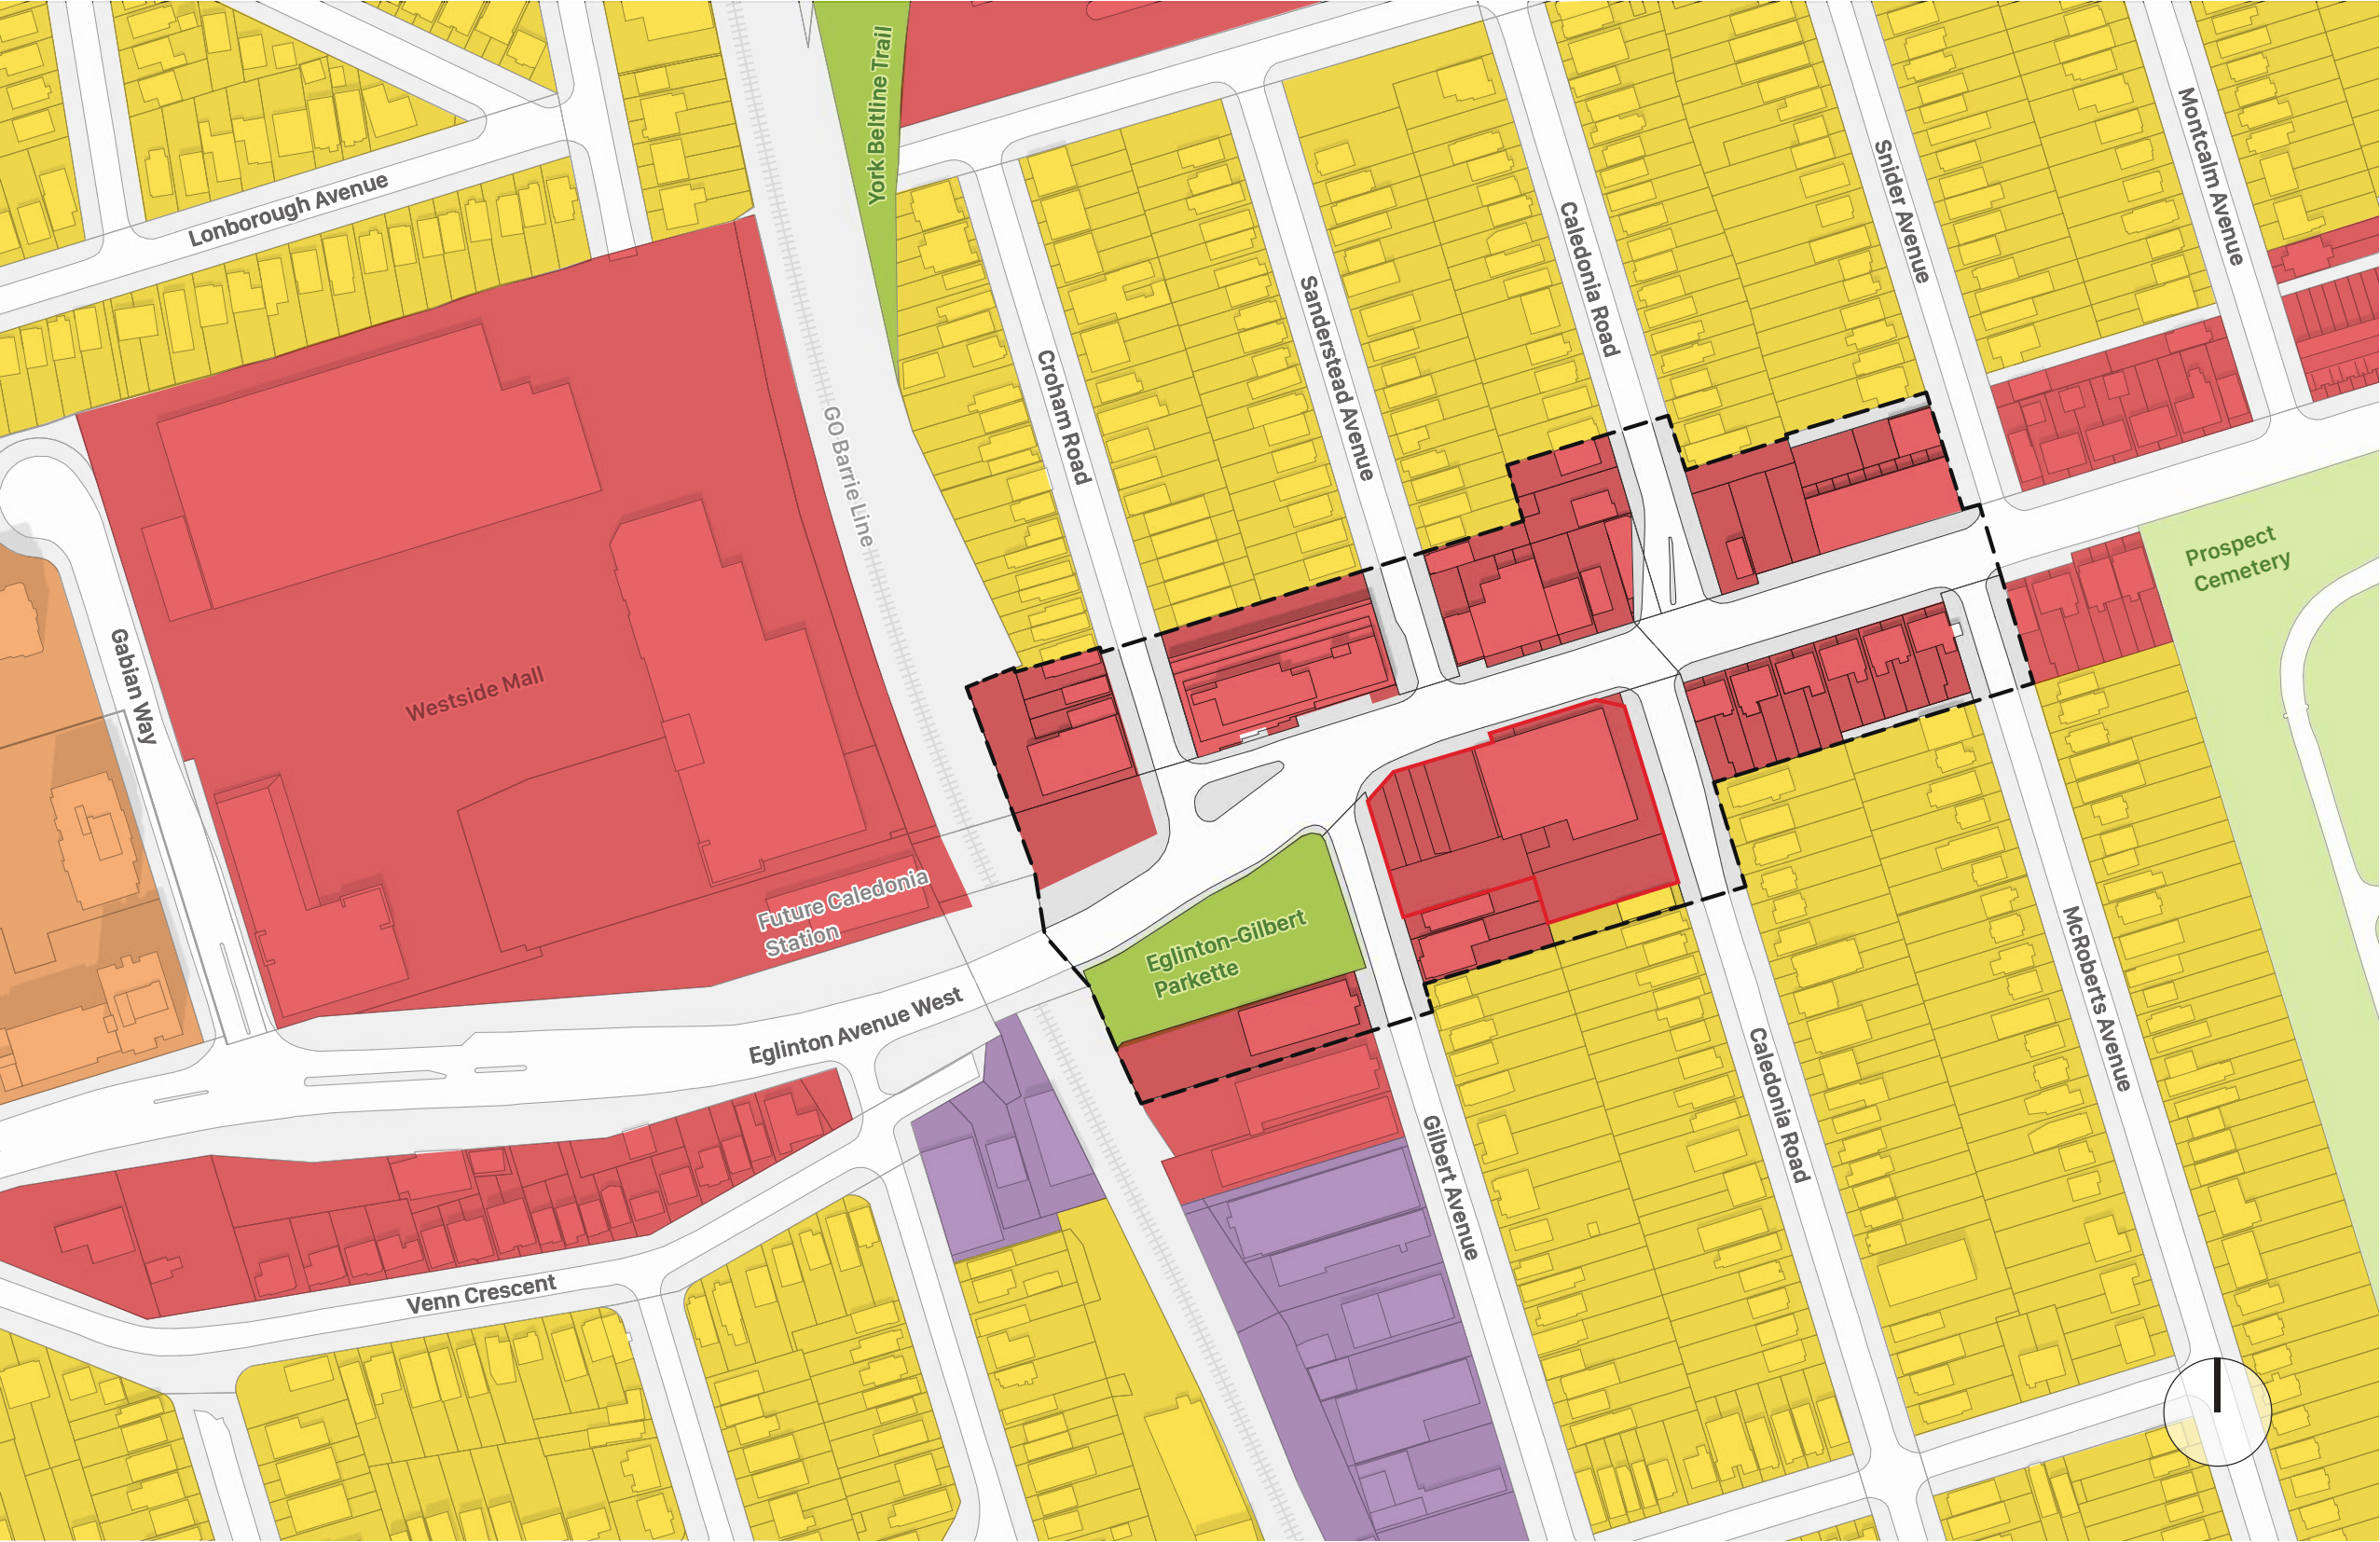 York Beltline Trail
Lonborough Avenue
Montcalm Avenue
Snider Avenue
Caledonia Road
Sanderstead Avenue
Croham Road
GO Barrie Line
Prospect
Cemetery
Gabian Way
Westside Mall
Future Caledonia
Station
Eglinton-Gilbert
Parkette
Eglinton Avenue West
McRoberts Avenue
Caledonia Road
Gilbert Avenue
Venn Crescent